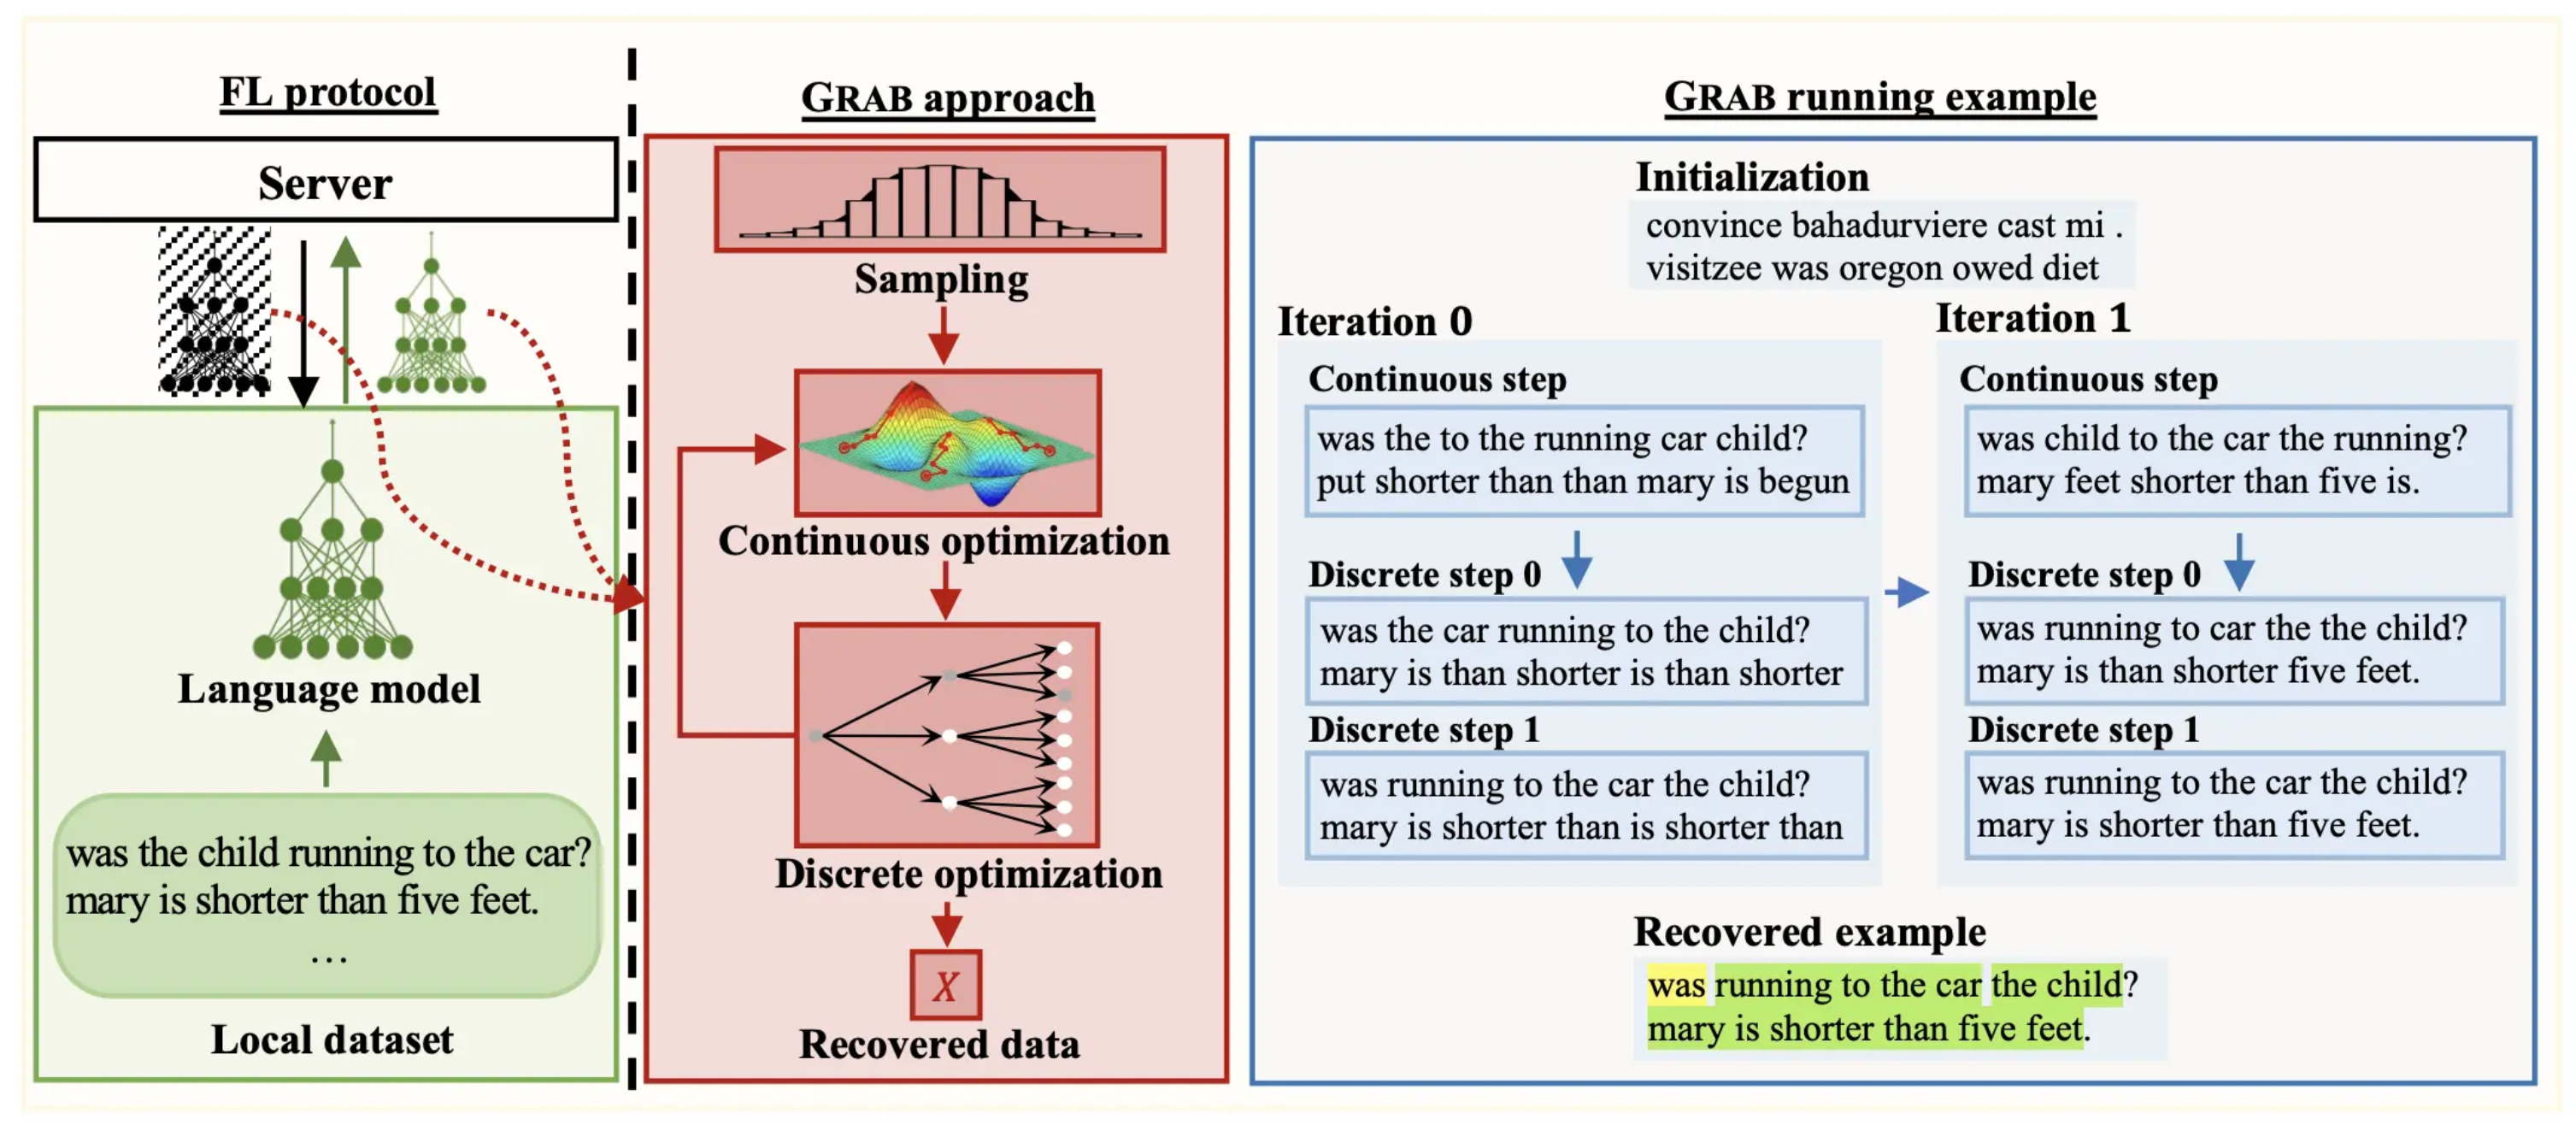 FL protocol
Server
Language model
was the child running to the car?
mary is shorter than five feet.
...
Local dataset
GRAB approach
Sampling
Continuous optimization
Discrete optimization
X
Recovered data
GRAB running example
Initialization
convince bahadurviere cast mi .
visitzee was oregon owed diet
Iteration 0
Continuous step
was the to the running car child?
put shorter than than mary is begun
Discrete step 0
was the car running to the child?
mary is than shorter is than shorter
Discrete step 1
was running to the car the child?
mary is shorter than is shorter than
Iteration 1
Continuous step
was child to the car the running?
mary feet shorter than five is.
Discrete step 0
was running to car the the child?
mary is than shorter five feet.
Discrete step 1
was running to the car the child?
mary is shorter than five feet.
Recovered example
was running to the car the child?
mary is shorter than five feet.